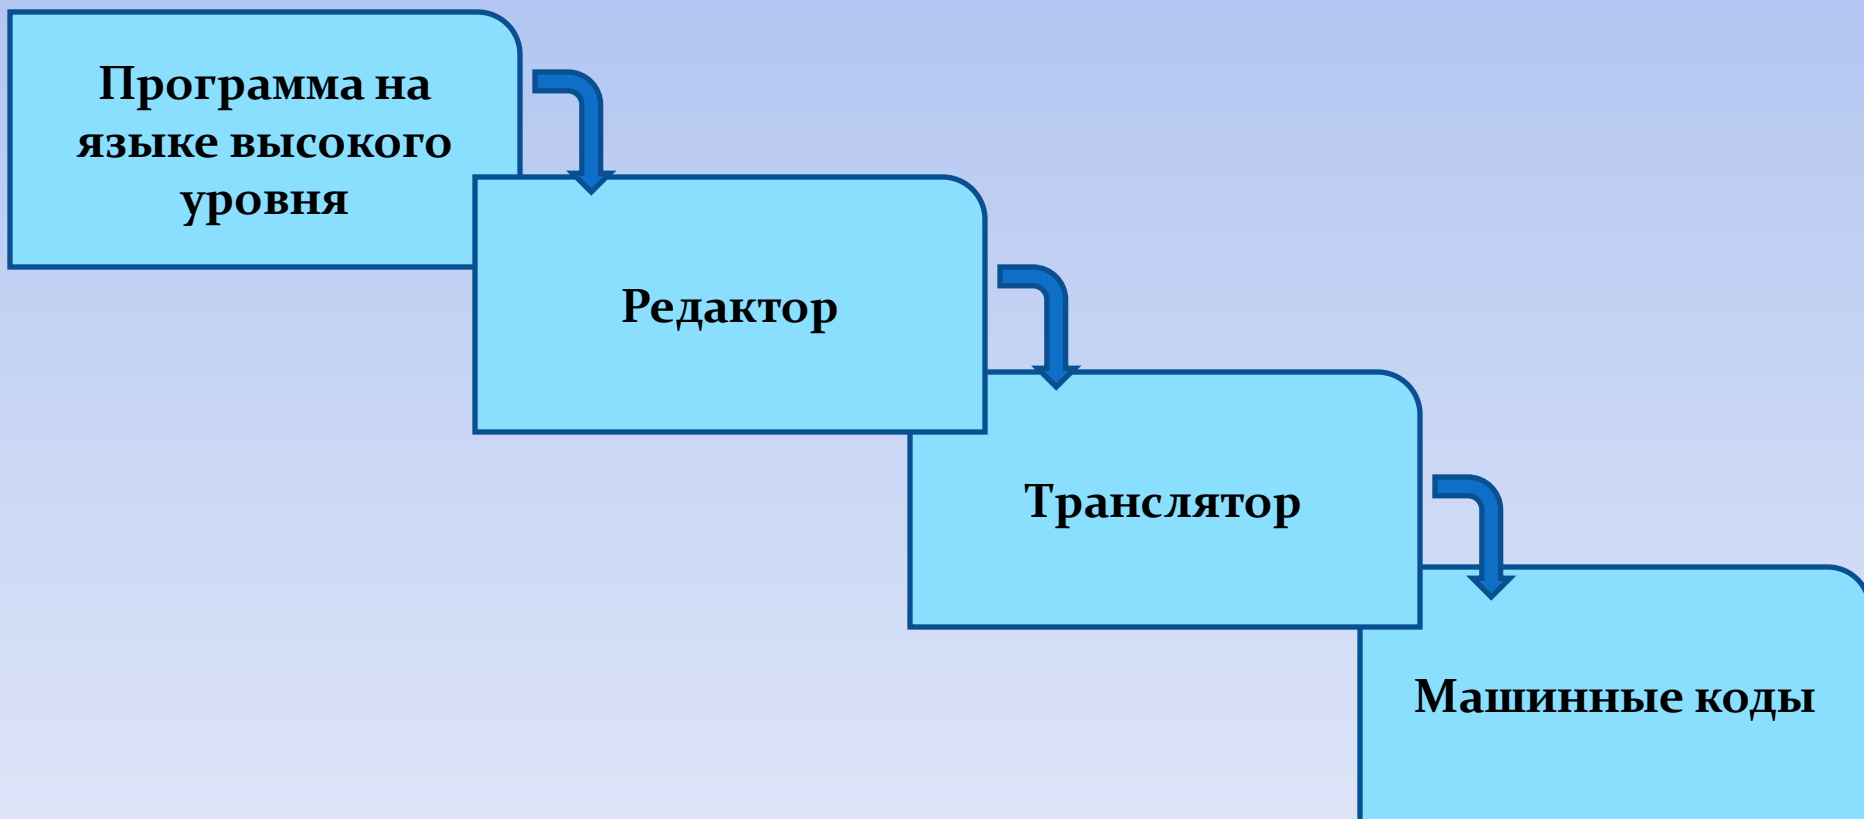 Программа на
языке высокого
уровня
Редактор
Транслятор
Машинные коды